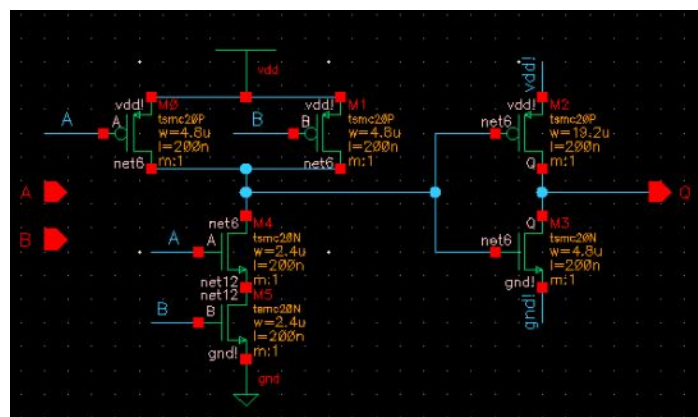 vdd
vdd!
A
A
M0
tsmc20P
w=4.8u
l=200n
m:1
net6
vdd!
B
B
M1
tsmc20P
w=4.8u
l=200n
m:1
net6
vdd!
vdd!
net6
M2
tsmc20P
w=19.2u
l=200n
m:1
Q
A
B
Q
net6
A
A
M4
tsmc20N
w=2.4u
l=200n
m:1
net12
net12
B
B
M5
tsmc20N
w=2.4u
l=200n
m:1
gnd!
gnd
Q
net6
M3
tsmc20N
w=4.8u
l=200n
m:1
gnd!
gnd!